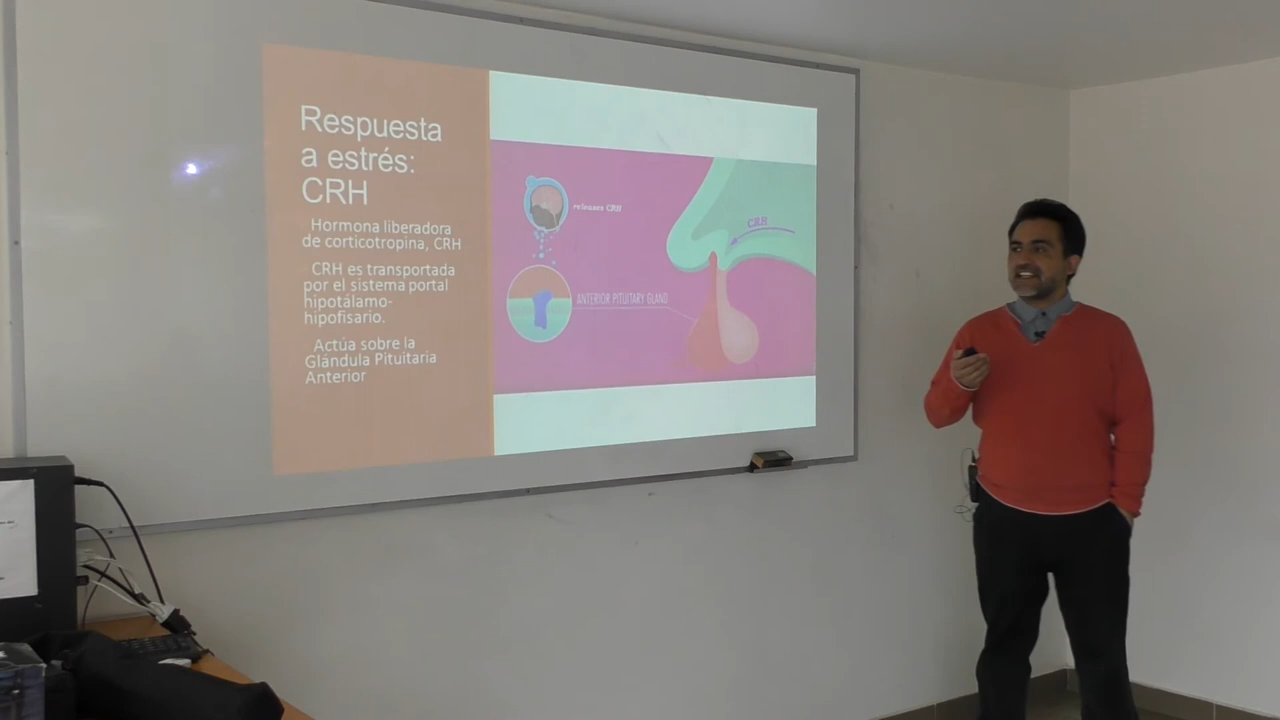 Respuesta
a estrés:
CRH
Hormona liberadora
de corticotropina, CRH
CRH es transportada
por el sistema portal
hipotálamo-
hipofisario.
Actúa sobre la
Glándula Pituitaria
Anterior
releases CRH
CRH
ANTERIOR PITUITARY GLAND